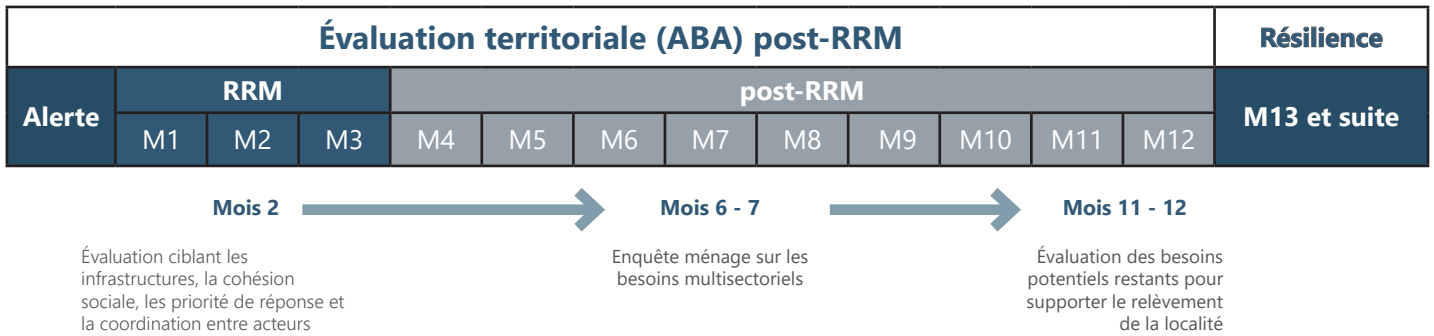 Évaluation territoriale (ABA) post-RRM
Résilience
Alerte
RRM
post-RRM
M13 et suite
M1 M2 M3 M4 M5 M6 M7 M8 M9 M10 M11 M12
Mois 2
Mois 6 - 7
Mois 11 - 12
Évaluation ciblant les
infrastructures, la cohésion
sociale, les priorité de réponse et
la coordination entre acteurs
Enquête ménage sur les
besoins multisectoriels
Évaluation des besoins
potentiels restants pour
supporter le relèvement
de la localité